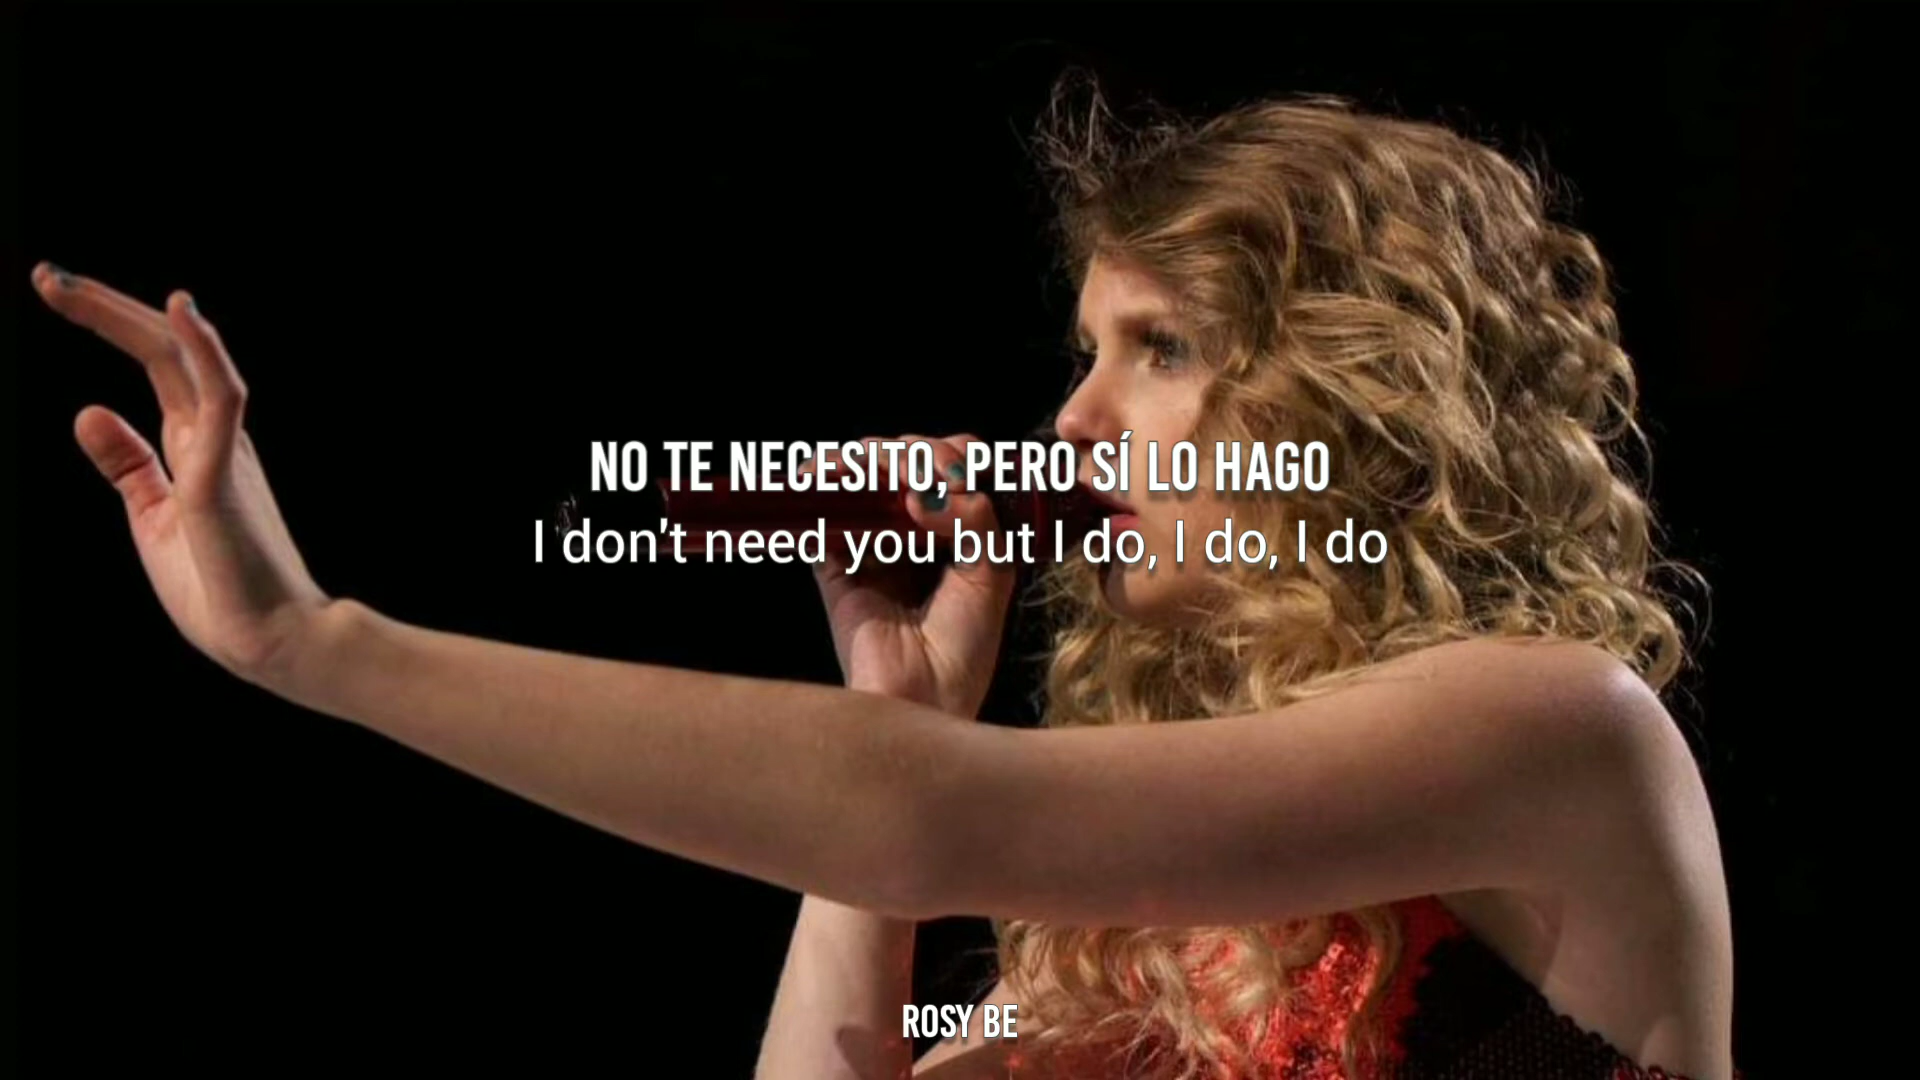 NO TE NECESITO, PERO SÍ LO HAGO
I don't need you but I do, I do, I do
ROSY BE